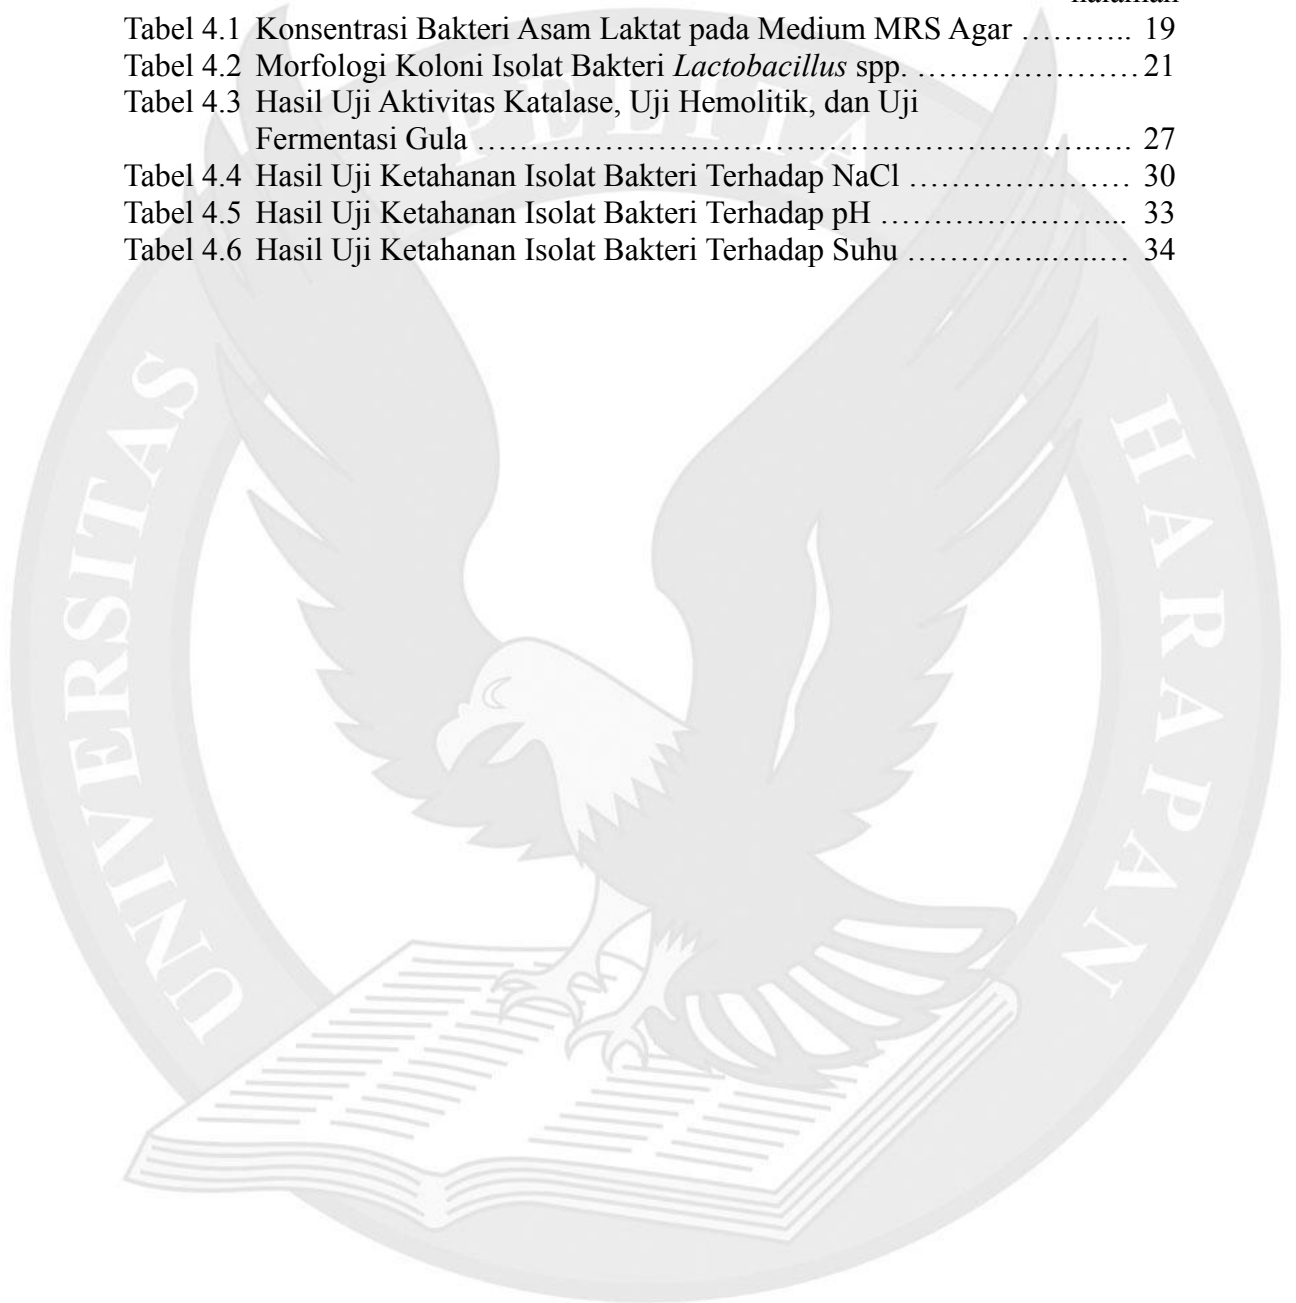 halaman
Tabel 4.1 Konsentrasi Bakteri Asam Laktat pada Medium MRS Agar ……….. 19
Tabel 4.2 Morfologi Koloni Isolat Bakteri Lactobacillus spp. …………………21
Tabel 4.3 Hasil Uji Aktivitas Katalase, Uji Hemolitik, dan Uji
Fermentasi Gula …………………………………………………….…. 27
Tabel 4.4 Hasil Uji Ketahanan Isolat Bakteri Terhadap NaCl ………………… 30
Tabel 4.5 Hasil Uji Ketahanan Isolat Bakteri Terhadap pH …………………... 33
Tabel 4.6 Hasil Uji Ketahanan Isolat Bakteri Terhadap Suhu …………..…..… 34
UNIVERSITAS
PELITA
HARAPAN